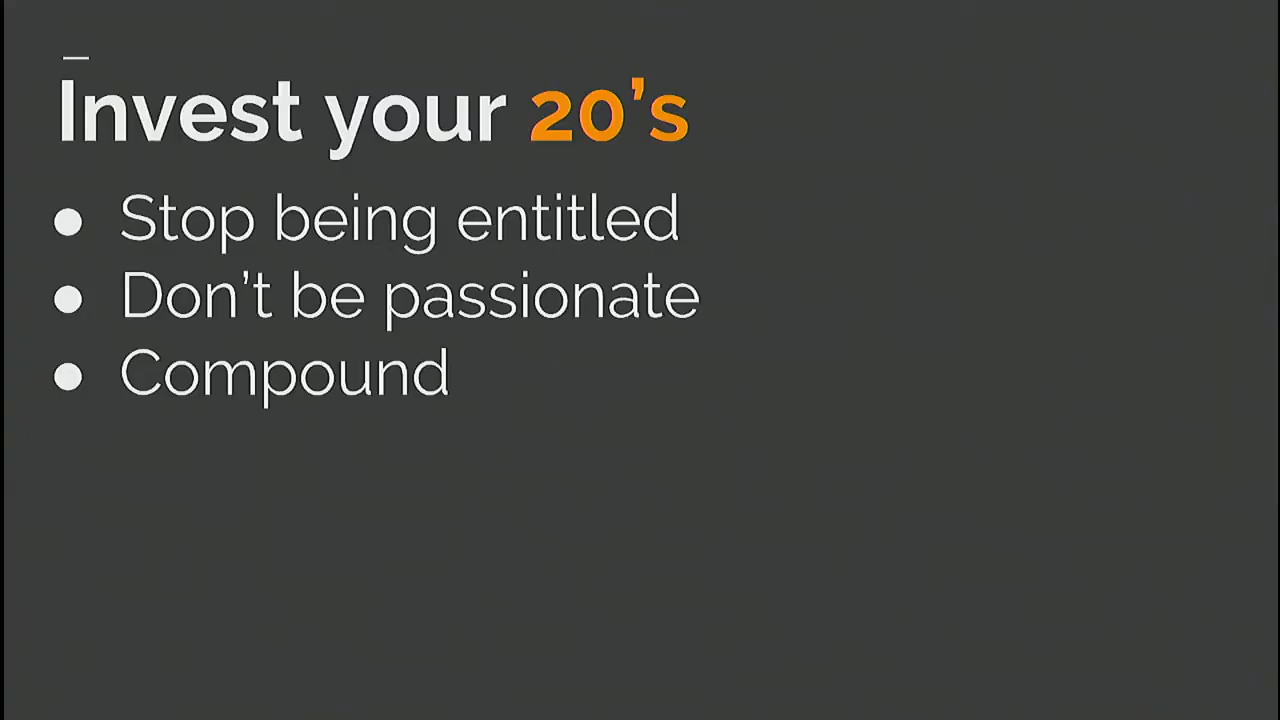 Invest your 20's
● Stop being entitled
● Don't be passionate
● Compound